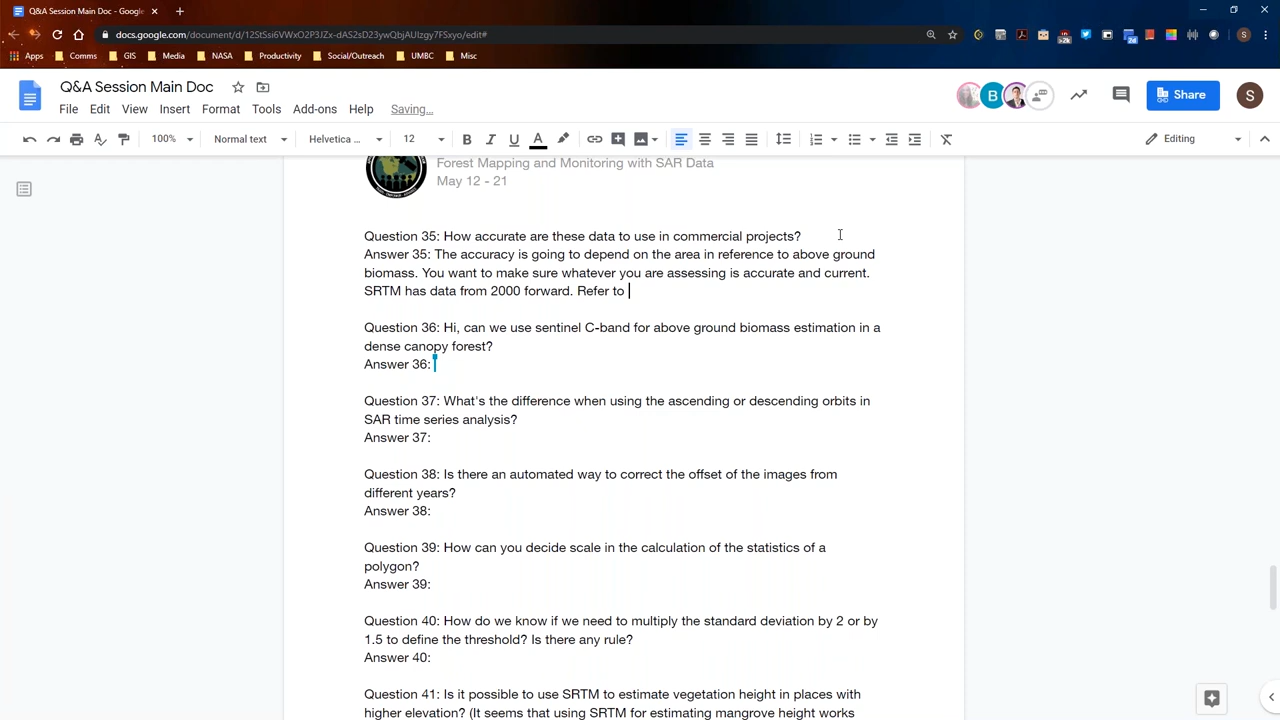 Q&A Session Main Doc - Google
docs.google.com/document/d/12StSsi6VWxO2P3JZx-dAS2sD23ywQbjAUIzgy7FSxyo/edit#
Apps Comms GIS Media NASA Productivity Social/Outreach UMBC Misc
Q&A Session Main Doc
File Edit View Insert Format Tools Add-ons Help Saving...
B Share S
100% Normal text Helvetica ... 12 B I U A Editing
Forest Mapping and Monitoring with SAR Data
May 12 - 21
Question 35: How accurate are these data to use in commercial projects?
Answer 35: The accuracy is going to depend on the area in reference to above ground
biomass. You want to make sure whatever you are assessing is accurate and current.
SRTM has data from 2000 forward. Refer to
Question 36: Hi, can we use sentinel C-band for above ground biomass estimation in a
dense canopy forest?
Answer 36:
Question 37: What's the difference when using the ascending or descending orbits in
SAR time series analysis?
Answer 37:
Question 38: Is there an automated way to correct the offset of the images from
different years?
Answer 38:
Question 39: How can you decide scale in the calculation of the statistics of a
polygon?
Answer 39:
Question 40: How do we know if we need to multiply the standard deviation by 2 or by
1.5 to define the threshold? Is there any rule?
Answer 40:
Question 41: Is it possible to use SRTM to estimate vegetation height in places with
higher elevation? (It seems that using SRTM for estimating mangrove height works